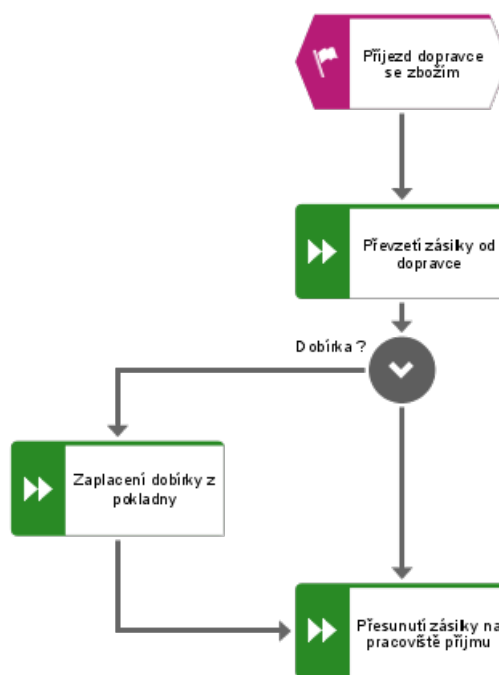 Příjezd dopravce
se zbožím
Převzetí zásilky od
dopravce
Dobírka ?
Zaplacení dobírky z
pokladny
Přesunutí zásilky na
pracoviště příjmu